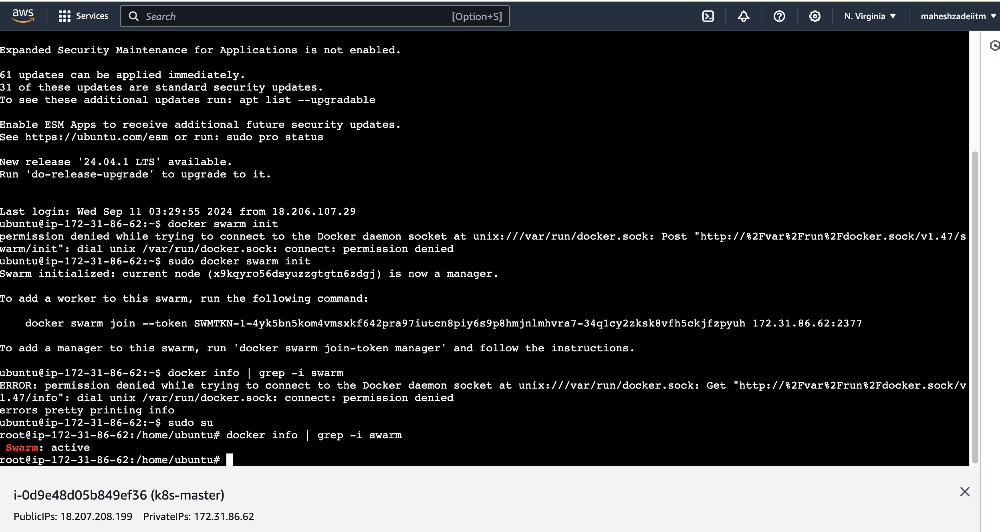 aws Services Search [Option+S] N. Virginia maheshzadeiitm
Expanded Security Maintenance for Applications is not enabled.
61 updates can be applied immediately.
31 of these updates are standard security updates.
To see these additional updates run: apt list --upgradable
Enable ESM Apps to receive additional future security updates.
See https://ubuntu.com/esm or run: sudo pro status
New release '24.04.1 LTS' available.
Run 'do-release-upgrade' to upgrade to it.
Last login: Wed Sep 11 03:29:55 2024 from 18.206.107.29
ubuntu@ip-172-31-86-62:~$ docker swarm init
permission denied while trying to connect to the Docker daemon socket at unix:///var/run/docker.sock: Post "http://%2Fvar%2Frun%2Fdocker.sock/v1.47/s
warm/init": dial unix /var/run/docker.sock: connect: permission denied
ubuntu@ip-172-31-86-62:~$ sudo docker swarm init
Swarm initialized: current node (x9kqyro56dsyuzzgtgtn6zdgj) is now a manager.
To add a worker to this swarm, run the following command:
docker swarm join --token SWMTKN-1-4yk5bn5kom4vmsxkf642pra97iutcn8piy6s9p8hmjnlmhvra7-34q1cy2zksk8vfh5ckjfzpyuh 172.31.86.62:2377
To add a manager to this swarm, run 'docker swarm join-token manager' and follow the instructions.
ubuntu@ip-172-31-86-62:~$ docker info | grep -i swarm
ERROR: permission denied while trying to connect to the Docker daemon socket at unix:///var/run/docker.sock: Get "http://%2Fvar%2Frun%2Fdocker.sock/v
1.47/info": dial unix /var/run/docker.sock: connect: permission denied
errors pretty printing info
ubuntu@ip-172-31-86-62:~$ sudo su
root@ip-172-31-86-62:/home/ubuntu# docker info | grep -i swarm
Swarm: active
root@ip-172-31-86-62:/home/ubuntu#
i-0d9e48d05b849ef36 (k8s-master)
PublicIPs: 18.207.208.199 PrivateIPs: 172.31.86.62